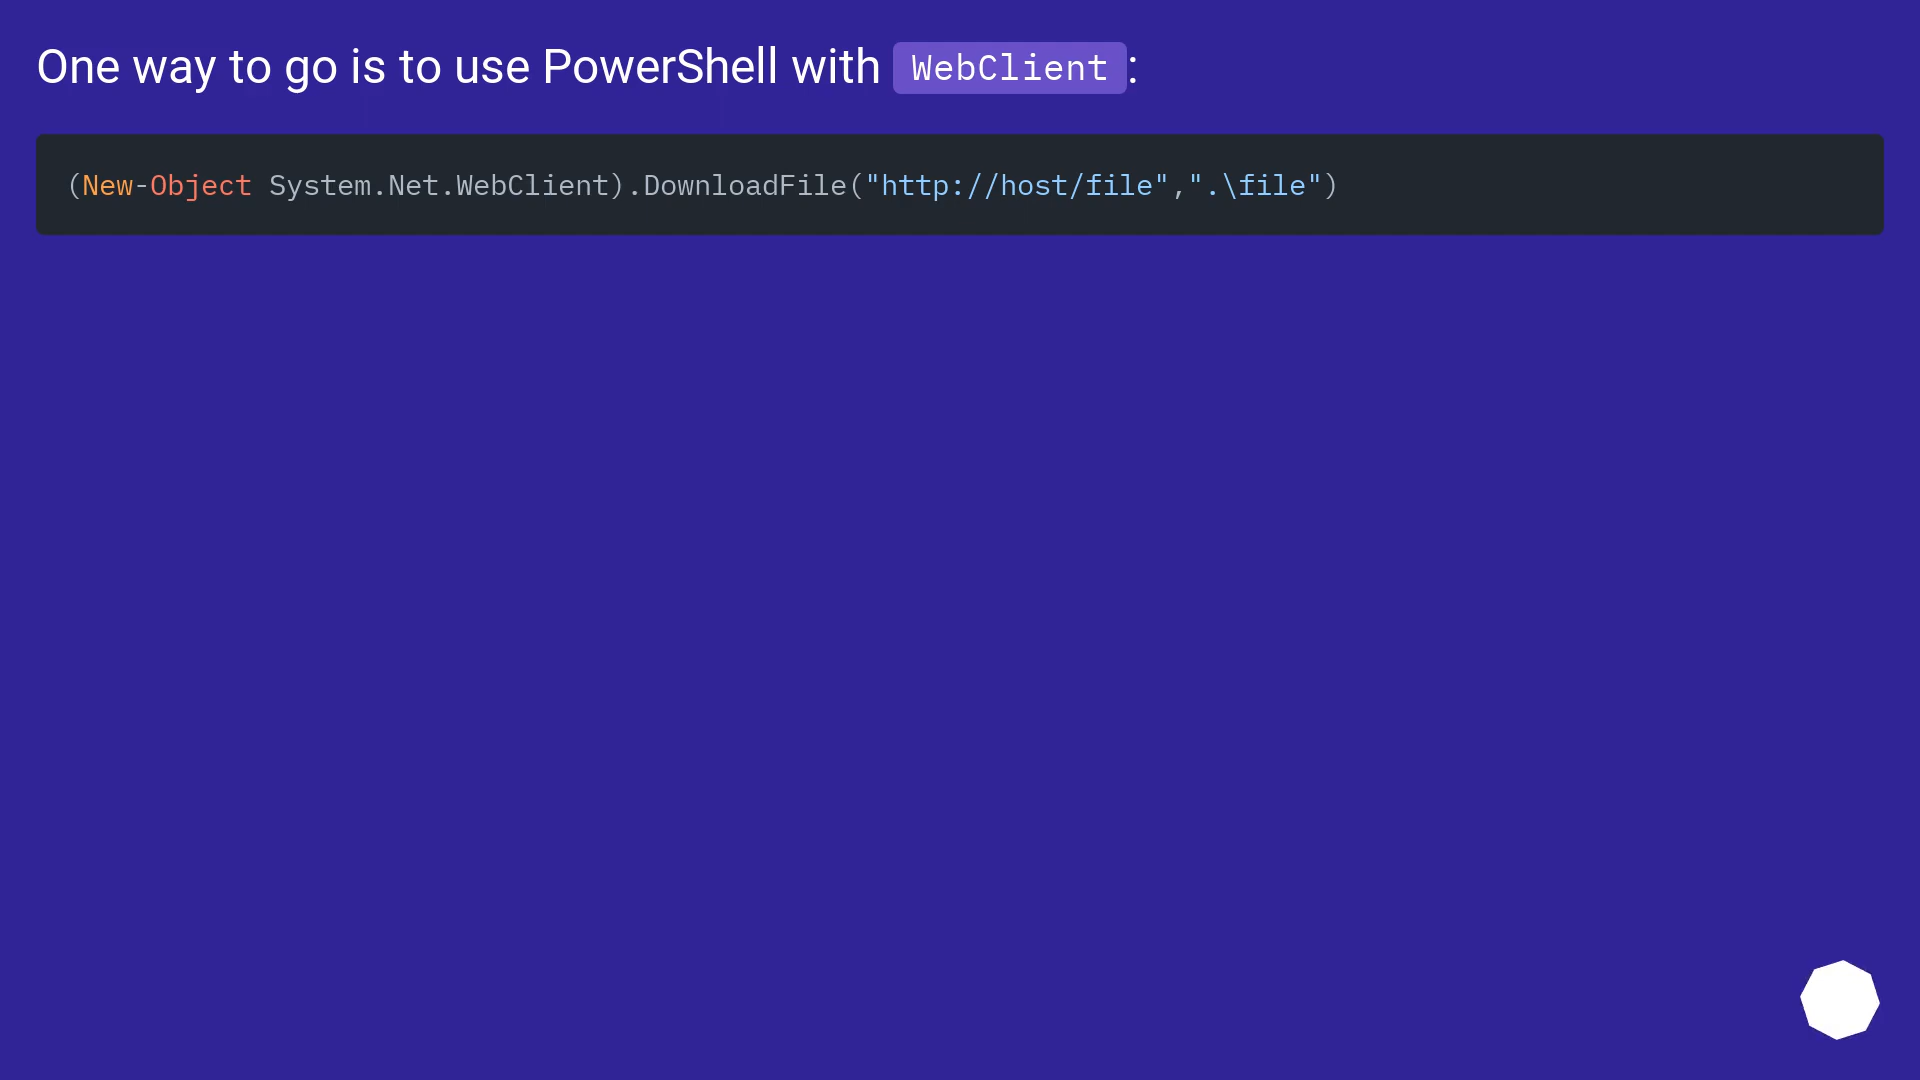 One way to go is to use PowerShell with WebClient:
(New-Object System.Net.WebClient).DownloadFile("http://host/file",".\file")